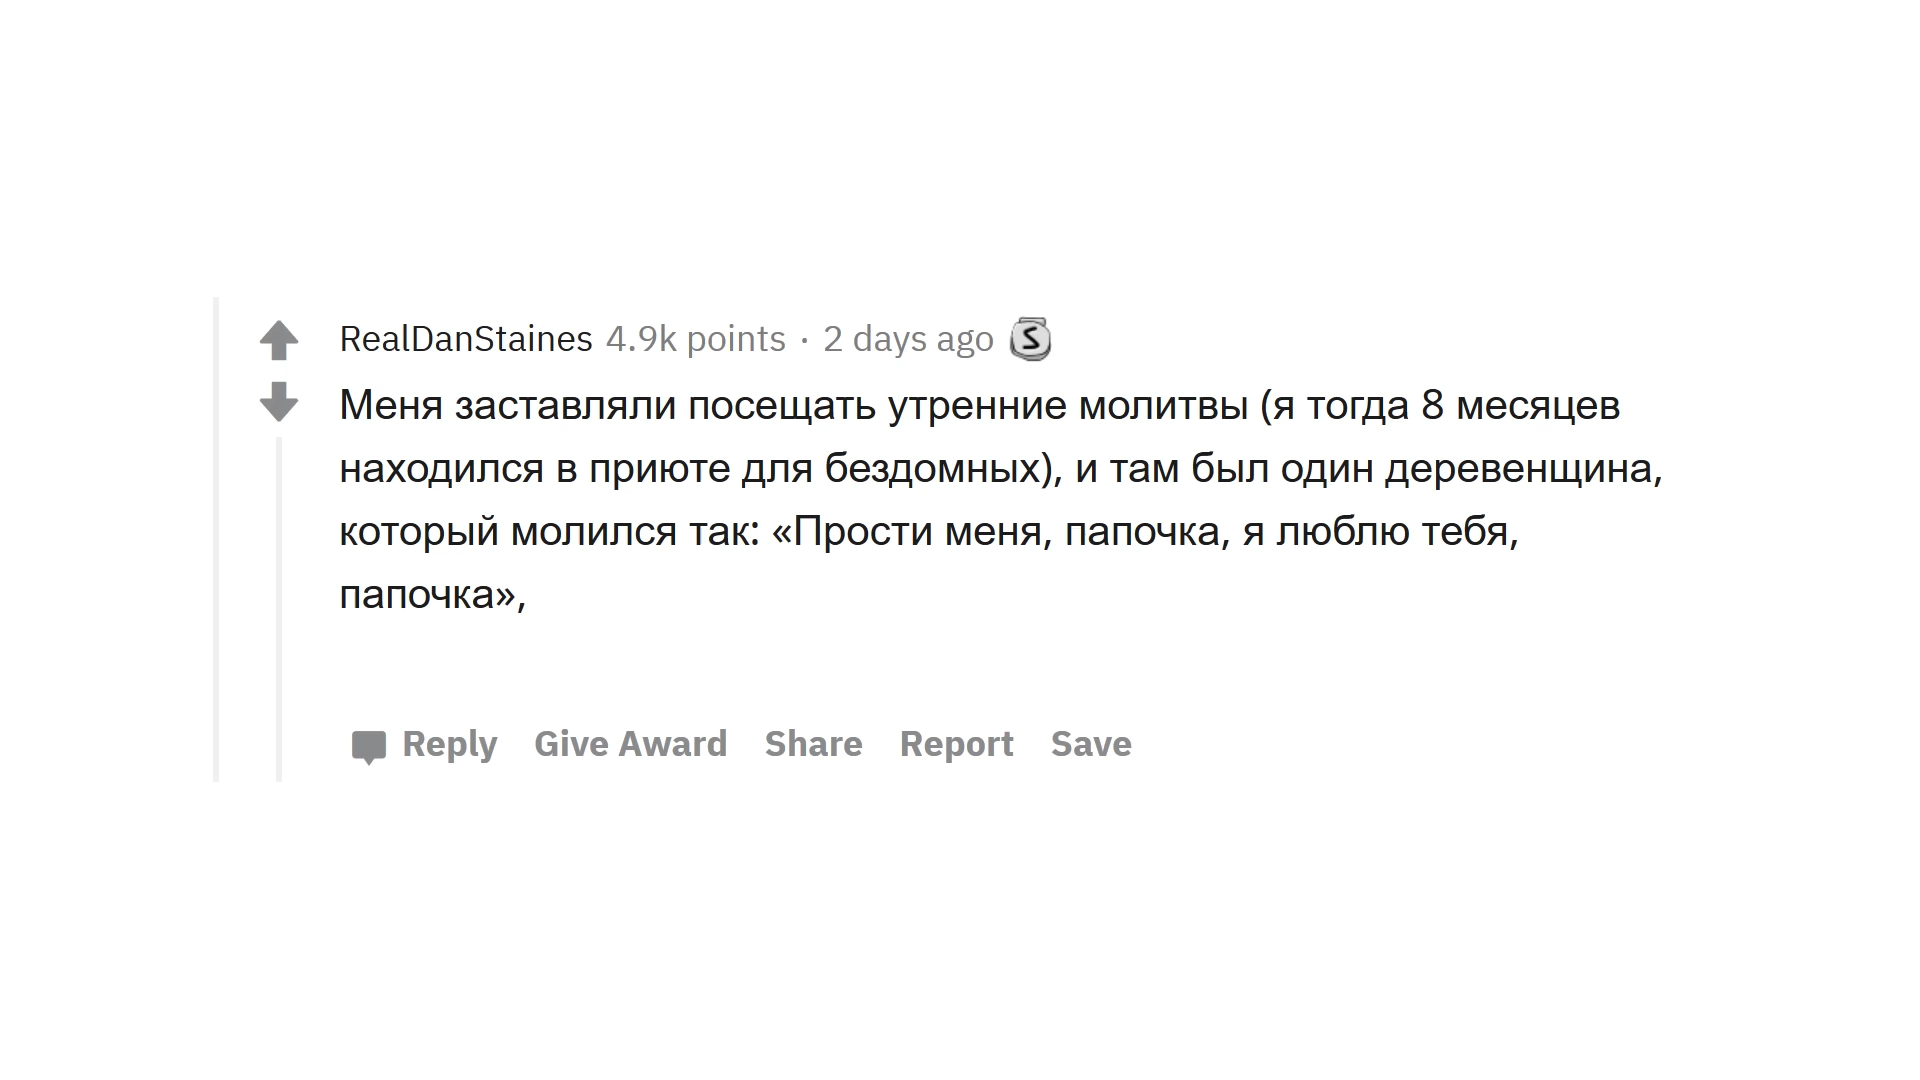 RealDanStaines 4.9k points · 2 days ago S
Меня заставляли посещать утренние молитвы (я тогда 8 месяцев
находился в приюте для бездомных), и там был один деревенщина,
который молился так: «Прости меня, папочка, я люблю тебя,
папочка»,
Reply Give Award Share Report Save